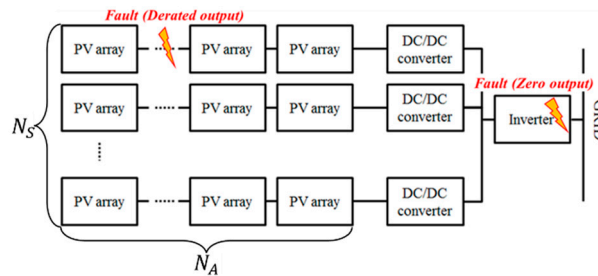 Fault (Derated output)
PV array
PV array
PV array
DC/DC
converter
Fault (Zero output)
PV array
PV array
PV array
DC/DC
converter
Inverter
N_S
PV array
PV array
PV array
DC/DC
converter
N_A